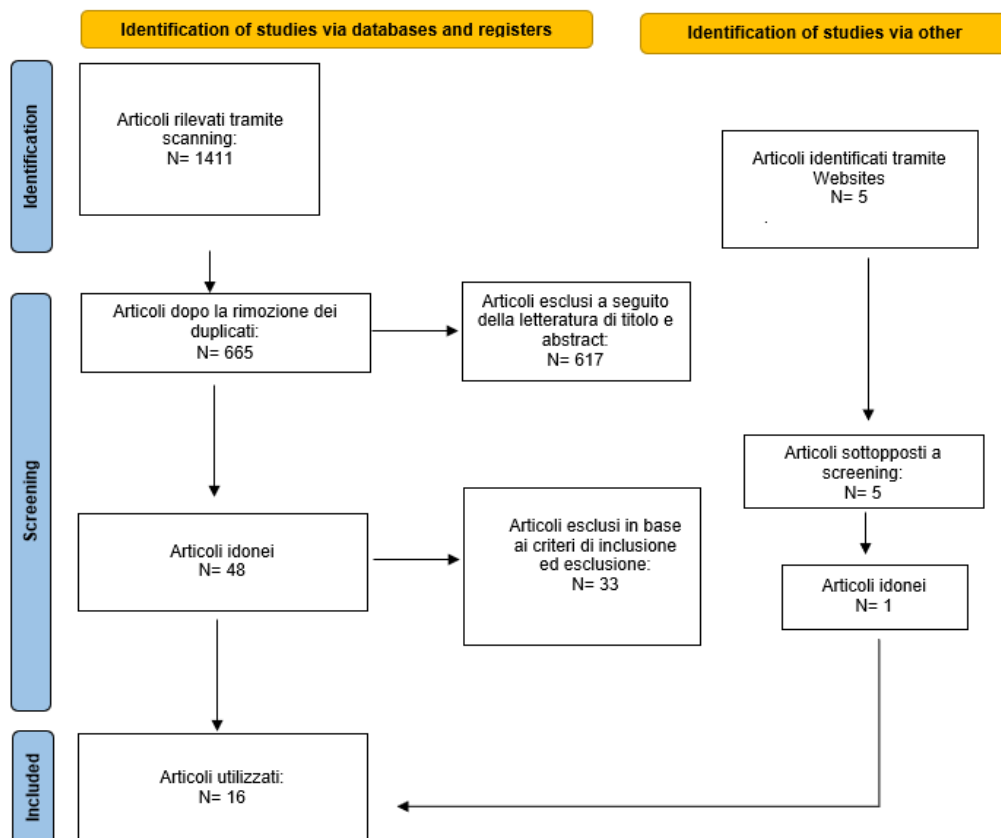 Identification of studies via databases and registers
Identification of studies via other
Identification
Articoli rilevati tramite
scanning:
N= 1411
Articoli identificati tramite
Websites
N= 5
.
Screening
Articoli dopo la rimozione dei
duplicati:
N= 665
Articoli esclusi a seguito
della letteratura di titolo e
abstract:
N= 617
Articoli sottopposti a
screening:
N= 5
Articoli idonei
N= 48
Articoli esclusi in base
ai criteri di inclusione
ed esclusione:
N= 33
Articoli idonei
N= 1
Included
Articoli utilizzati:
N= 16